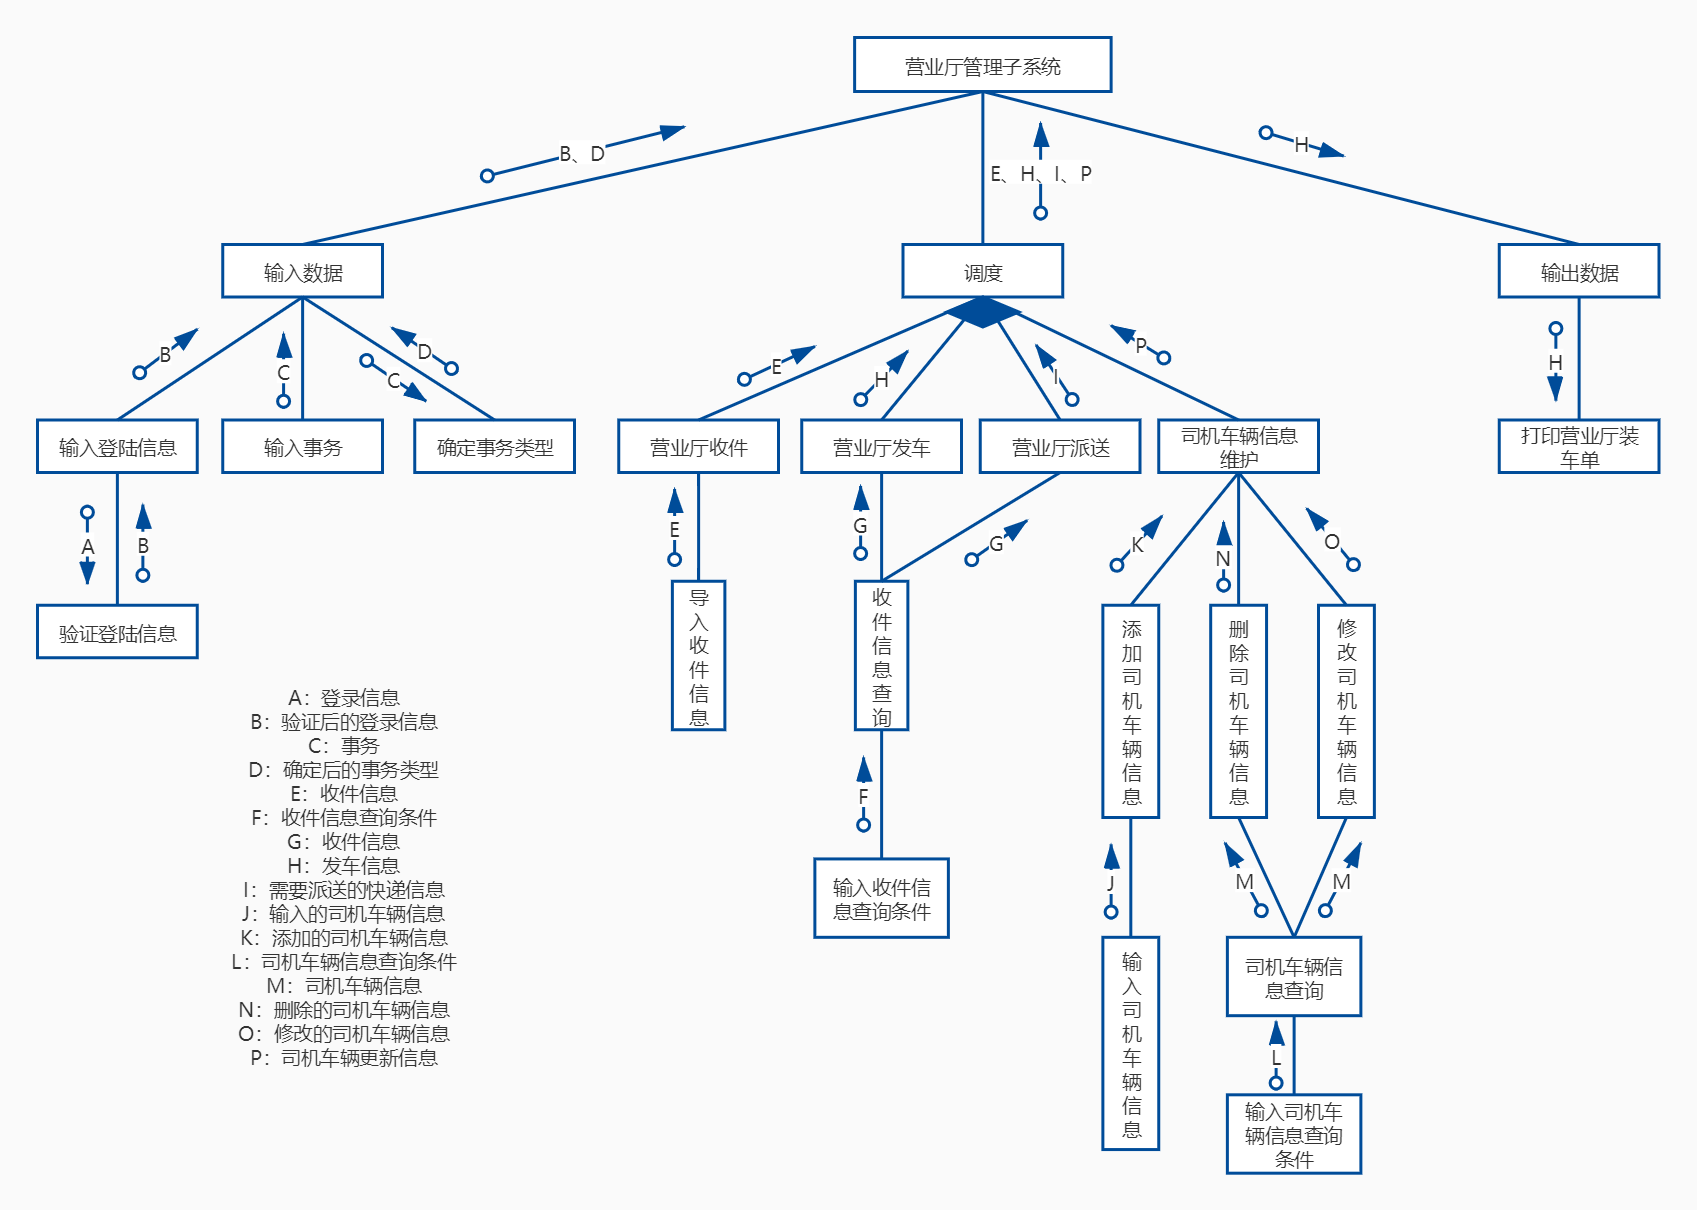 营业厅管理子系统
B、D
E、H、I、P
H
输入数据
调度
输出数据
B
C
C
D
E
H
I
P
H
输入登陆信息
输入事务
确定事务类型
营业厅收件
营业厅发车
营业厅派送
司机车辆信息
维护
打印营业厅装
车单
A
B
E
G
G
K
N
O
验证登陆信息
导入收件信息
收件信息查询
添加司机车辆信息
删除司机车辆信息
修改司机车辆信息
F
J
M
M
输入收件信
息查询条件
输入司机车辆信息
司机车辆信
息查询
L
输入司机车
辆信息查询
条件
A：登录信息
B：验证后的登录信息
C：事务
D：确定后的事务类型
E：收件信息
F：收件信息查询条件
G：收件信息
H：发车信息
I：需要派送的快递信息
J：输入的司机车辆信息
K：添加的司机车辆信息
L：司机车辆信息查询条件
M：司机车辆信息
N：删除的司机车辆信息
O：修改的司机车辆信息
P：司机车辆更新信息